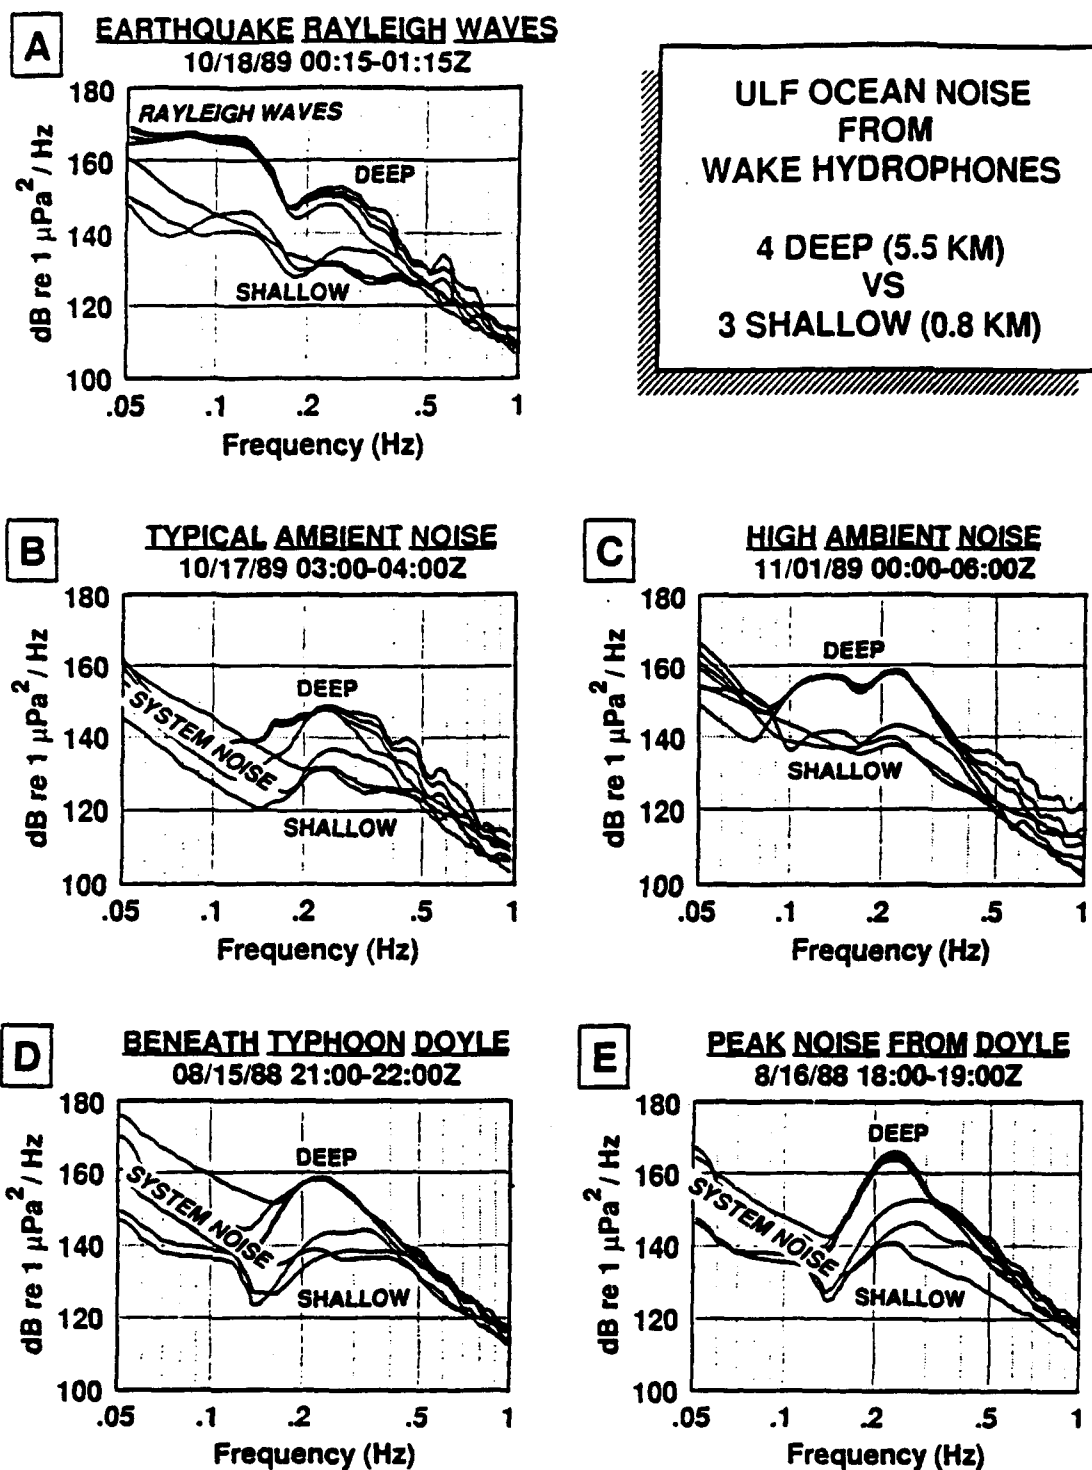 A
EARTHQUAKE RAYLEIGH WAVES
10/18/89 00:15-01:15Z
180
160
140
120
100
dB re 1 µPa² / Hz
RAYLEIGH WAVES
DEEP
SHALLOW
.05 .1 .2 .5 1
Frequency (Hz)
ULF OCEAN NOISE
FROM
WAKE HYDROPHONES
4 DEEP (5.5 KM)
VS
3 SHALLOW (0.8 KM)
B
TYPICAL AMBIENT NOISE
10/17/89 03:00-04:00Z
180
160
140
120
100
dB re 1 µPa² / Hz
DEEP
SYSTEM NOISE
SHALLOW
.05 .1 .2 .5 1
Frequency (Hz)
C
HIGH AMBIENT NOISE
11/01/89 00:00-06:00Z
180
160
140
120
100
dB re 1 µPa² / Hz
DEEP
SHALLOW
.05 .1 .2 .5 1
Frequency (Hz)
D
BENEATH TYPHOON DOYLE
08/15/88 21:00-22:00Z
180
160
140
120
100
dB re 1 µPa² / Hz
DEEP
SYSTEM NOISE
SHALLOW
.05 .1 .2 .5 1
Frequency (Hz)
E
PEAK NOISE FROM DOYLE
8/16/88 18:00-19:00Z
180
160
140
120
100
dB re 1 µPa² / Hz
DEEP
SYSTEM NOISE
SHALLOW
.05 .1 .2 .5 1
Frequency (Hz)